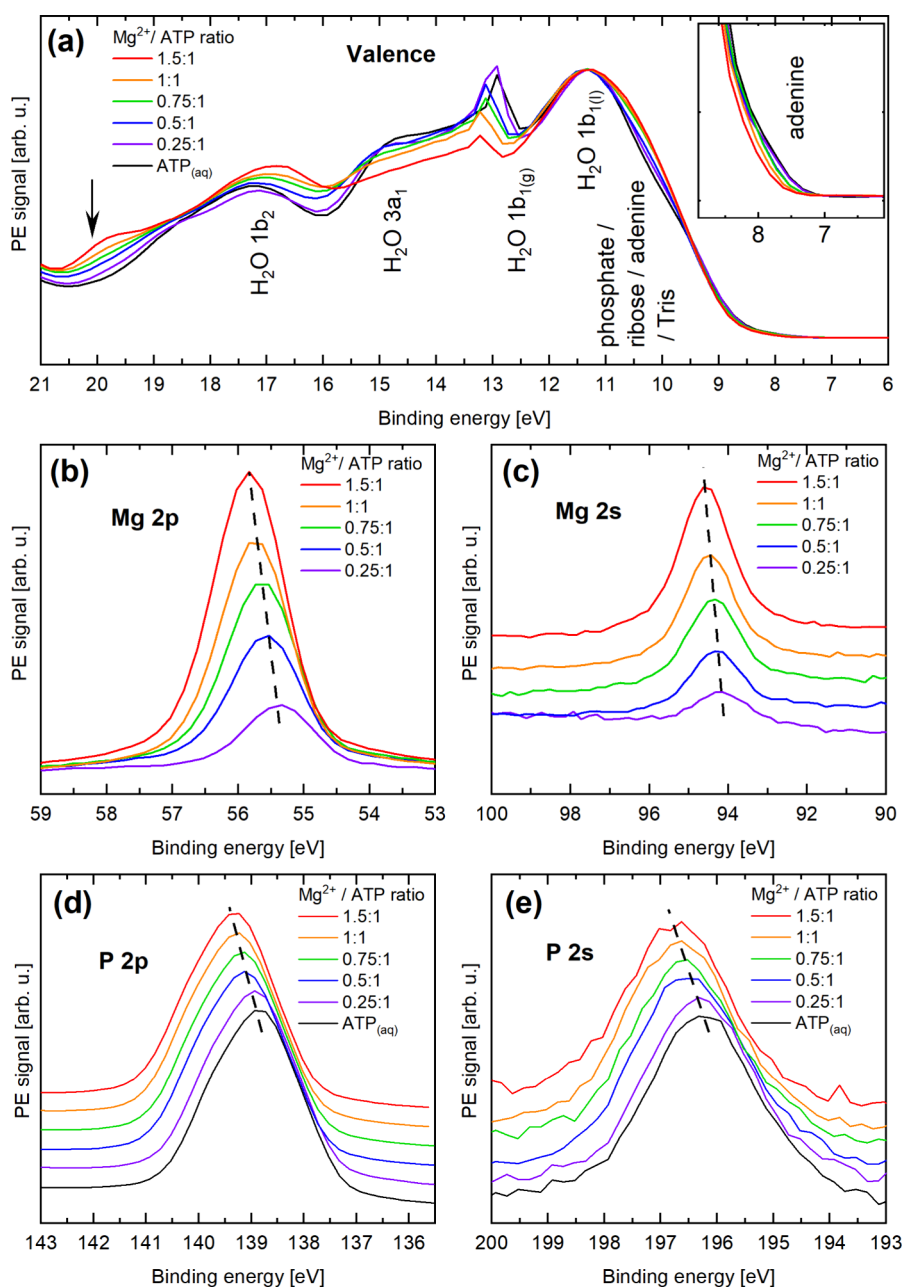 (a)
Mg²⁺/ ATP ratio
1.5:1
1:1
0.75:1
0.5:1
0.25:1
ATP(aq)
Valence
adenine
8 7
H₂O 1b₂
H₂O 3a₁
H₂O 1b₁(g)
H₂O 1b₁(l)
phosphate /
ribose / adenine
/ Tris
PE signal [arb. u.]
21 20 19 18 17 16 15 14 13 12 11 10 9 8 7 6
Binding energy [eV]
(b)
Mg 2p
Mg²⁺/ ATP ratio
1.5:1
1:1
0.75:1
0.5:1
0.25:1
PE signal [arb. u.]
59 58 57 56 55 54 53
Binding energy [eV]
(c)
Mg 2s
Mg²⁺/ ATP ratio
1.5:1
1:1
0.75:1
0.5:1
0.25:1
PE signal [arb. u.]
100 98 96 94 92 90
Binding energy [eV]
(d)
P 2p
Mg²⁺ / ATP ratio
1.5:1
1:1
0.75:1
0.5:1
0.25:1
ATP(aq)
PE signal [arb. u.]
143 142 141 140 139 138 137 136
Binding energy [eV]
(e)
P 2s
Mg²⁺ / ATP ratio
1.5:1
1:1
0.75:1
0.5:1
0.25:1
ATP(aq)
PE signal [arb. u.]
200 199 198 197 196 195 194 193
Binding energy [eV]